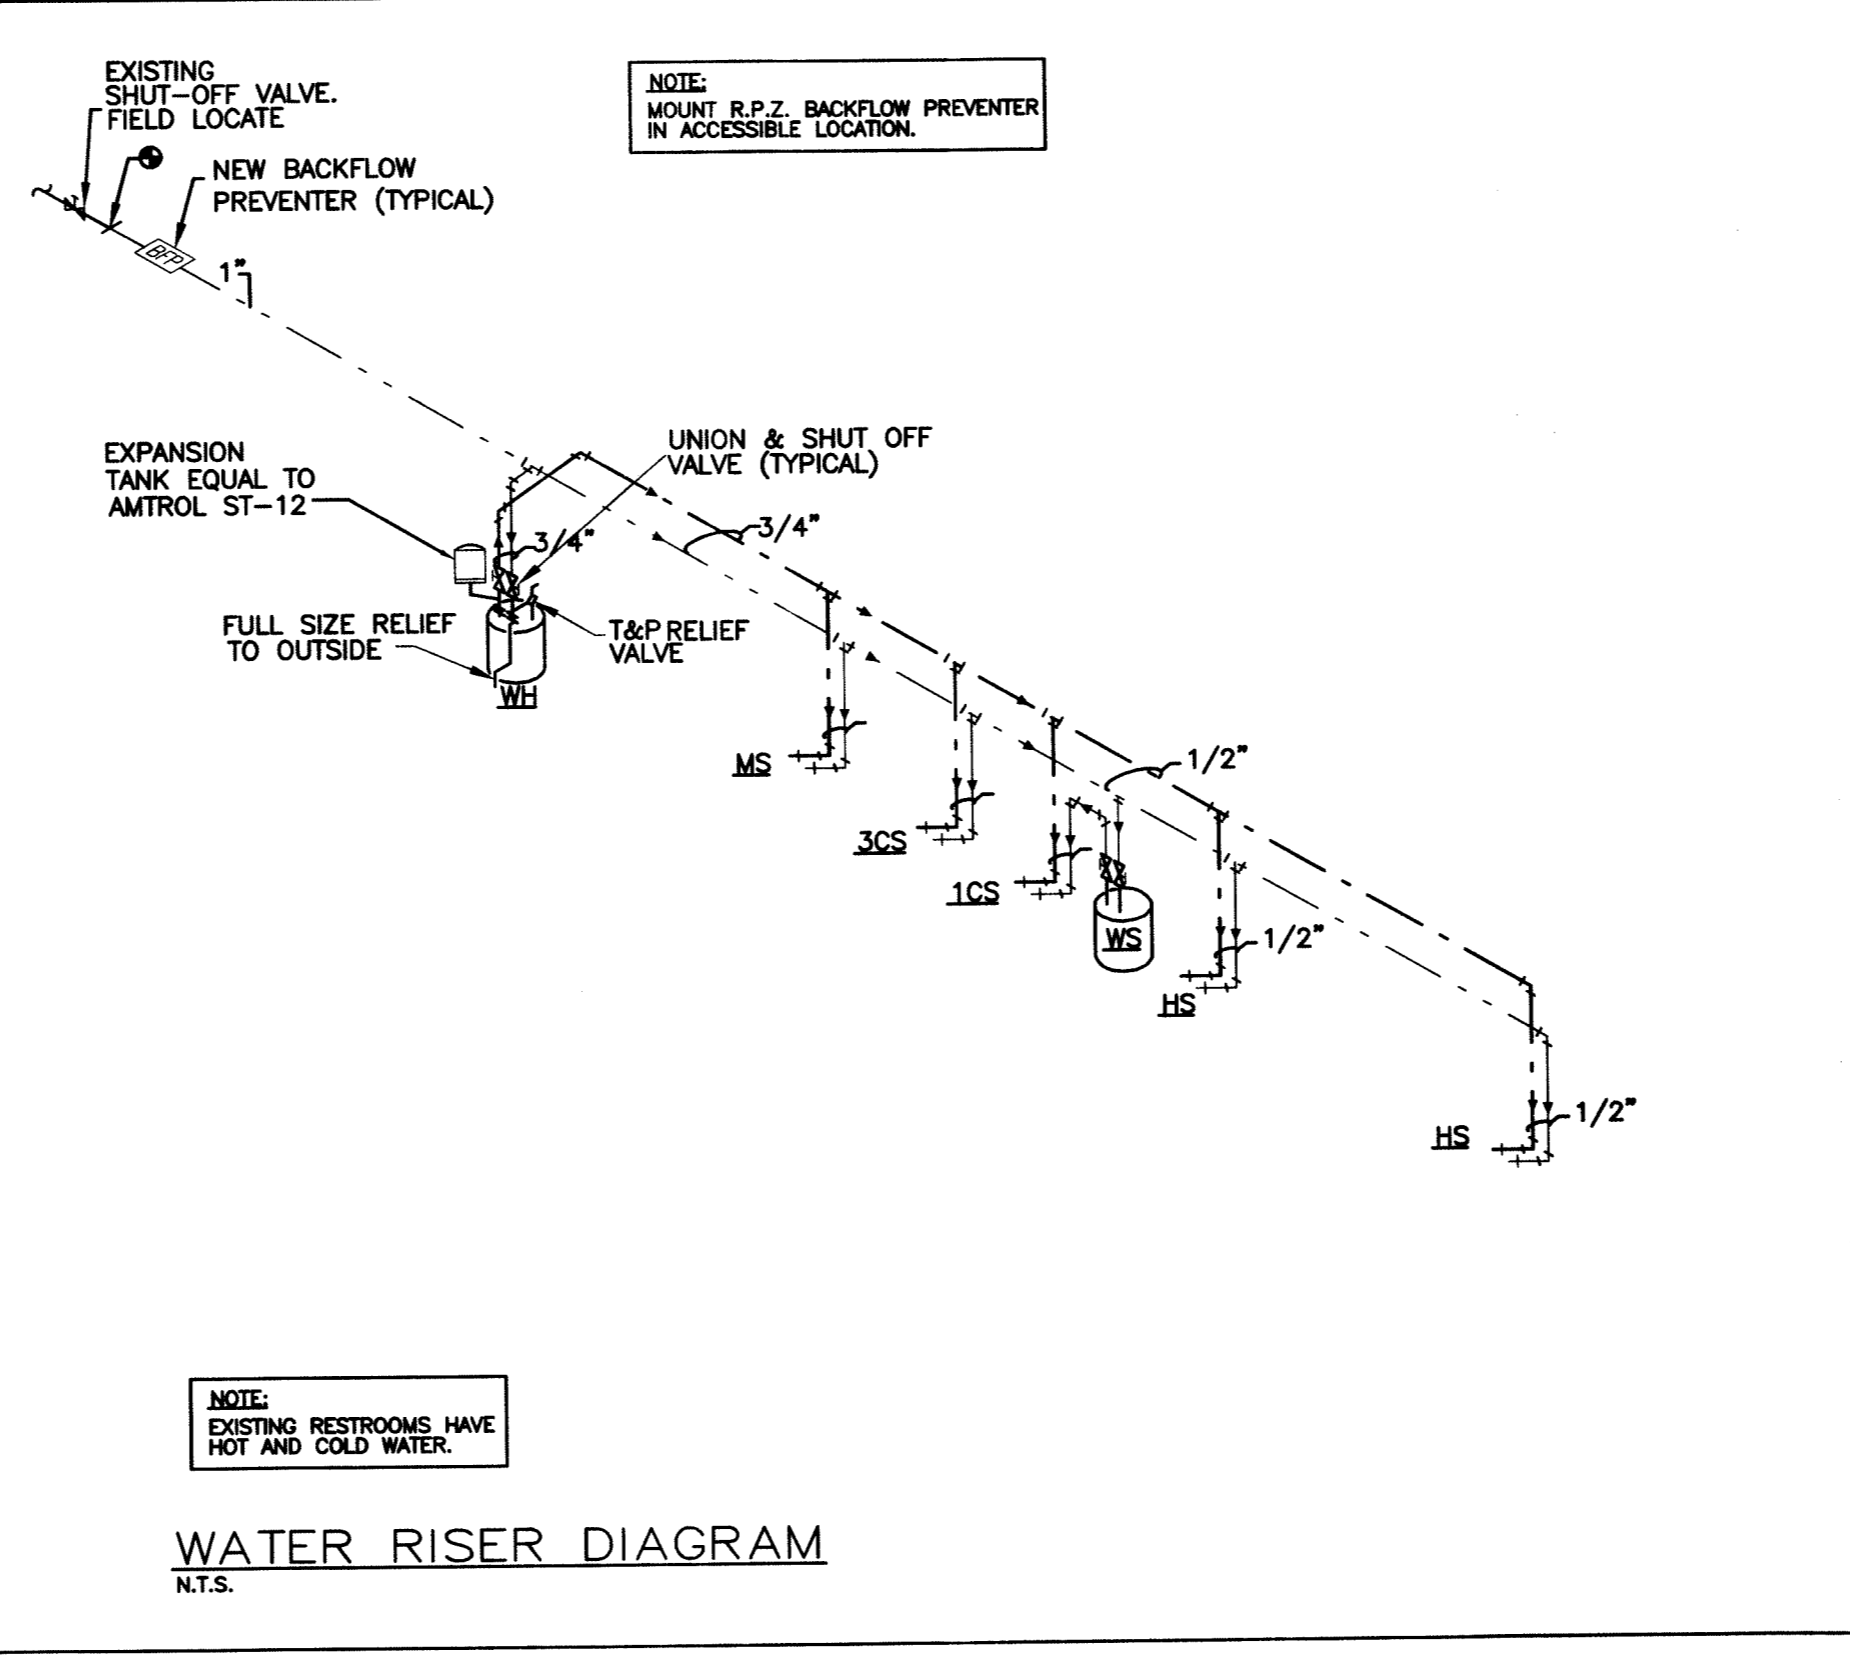 EXISTING
SHUT-OFF VALVE.
FIELD LOCATE
NOTE:
MOUNT R.P.Z. BACKFLOW PREVENTER
IN ACCESSIBLE LOCATION.
NEW BACKFLOW
PREVENTER (TYPICAL)
BFP
1"
EXPANSION
TANK EQUAL TO
AMTROL ST-12
UNION & SHUT OFF
VALVE (TYPICAL)
3/4"
3/4"
FULL SIZE RELIEF
TO OUTSIDE
T&P RELIEF
VALVE
WH
MS
1/2"
3CS
1CS
WS
1/2"
HS
1/2"
HS
NOTE:
EXISTING RESTROOMS HAVE
HOT AND COLD WATER.
WATER RISER DIAGRAM
N.T.S.